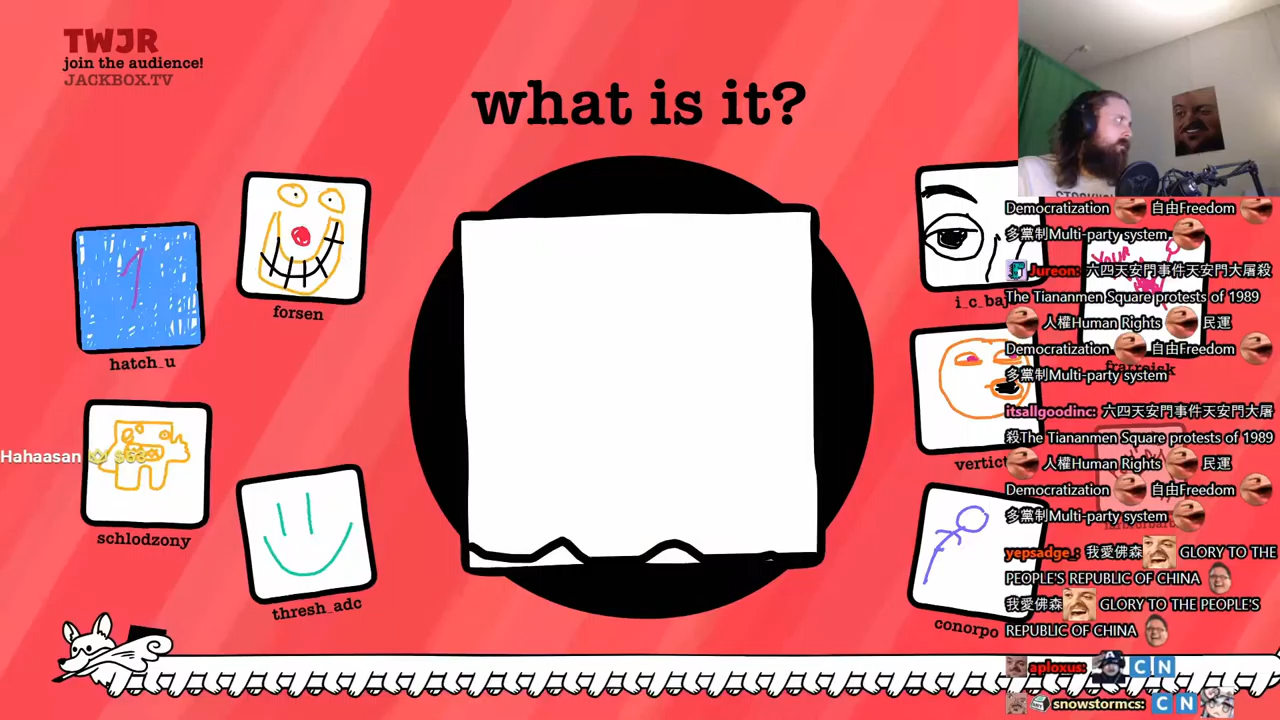 TWJR
join the audience!
JACKBOX.TV
what is it?
hatch_u
forsen
schlodzony
thresh_adc
i_c_baj
vertict
conorpo
Hahaasan $63
Democratization 自由Freedom
多黨制Multi-party system
Jureon: 六四天安門事件天安門大屠殺
The Tiananmen Square protests of 1989
人權Human Rights 民運
Democratization 自由Freedom
多黨制Multi-party system
itsallgoodinc: 六四天安門事件天安門大屠
殺The Tiananmen Square protests of 1989
人權Human Rights 民運
Democratization 自由Freedom
多黨制Multi-party system
yepsadge_: 我愛佛森 GLORY TO THE
PEOPLE'S REPUBLIC OF CHINA
我愛佛森 GLORY TO THE PEOPLE'S
REPUBLIC OF CHINA
aploxus: C N
snowstormcs: C N